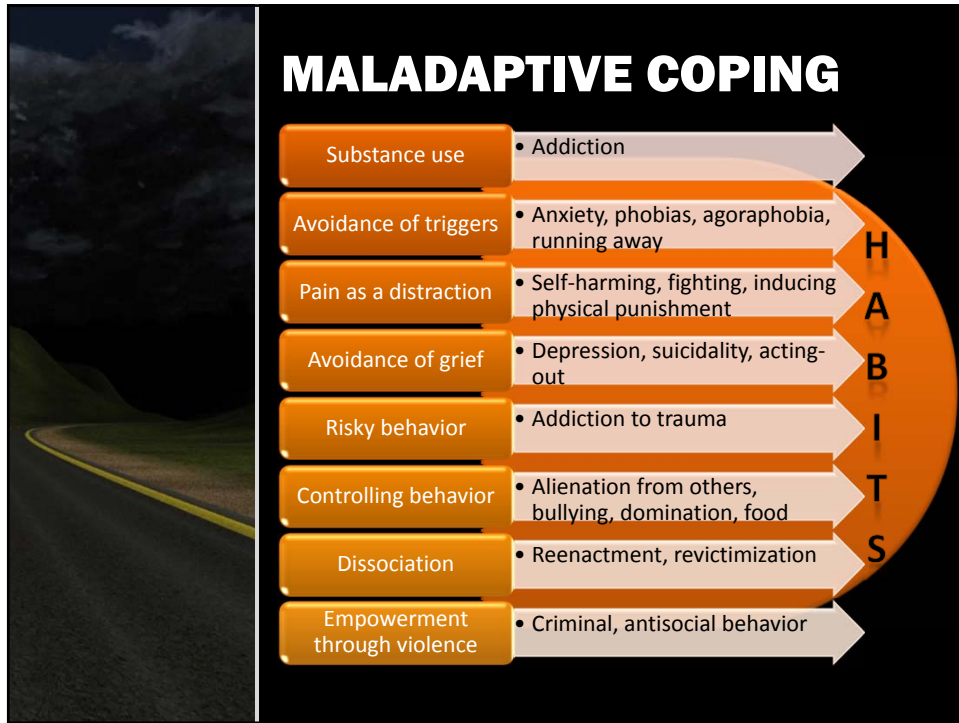 MALADAPTIVE COPING
Substance use
• Addiction
Avoidance of triggers
• Anxiety, phobias, agoraphobia,
running away
Pain as a distraction
• Self-harming, fighting, inducing
physical punishment
Avoidance of grief
• Depression, suicidality, acting-
out
Risky behavior
• Addiction to trauma
Controlling behavior
• Alienation from others,
bullying, domination, food
Dissociation
• Reenactment, revictimization
Empowerment
through violence
• Criminal, antisocial behavior
H
A
B
I
T
S